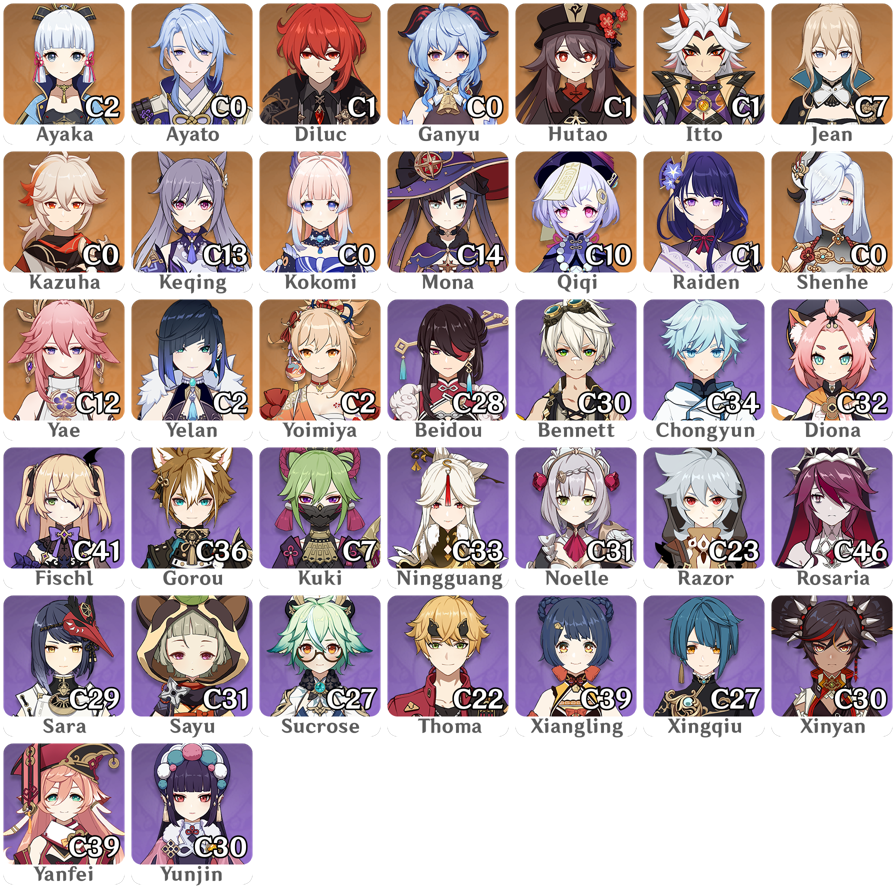 C2 C0 C1 C0 C1 C1 C7
Ayaka Ayato Diluc Ganyu Hutao Itto Jean
C0 C13 C0 C14 C10 C1 C0
Kazuha Keqing Kokomi Mona Qiqi Raiden Shenhe
C12 C2 C2 C28 C30 C34 C32
Yae Yelan Yoimiya Beidou Bennett Chongyun Diona
C41 C36 C7 C33 C31 C23 C46
Fischl Gorou Kuki Ningguang Noelle Razor Rosaria
C29 C31 C27 C22 C39 C27 C30
Sara Sayu Sucrose Thoma Xiangling Xingqiu Xinyan
C39 C30
Yanfei Yunjin